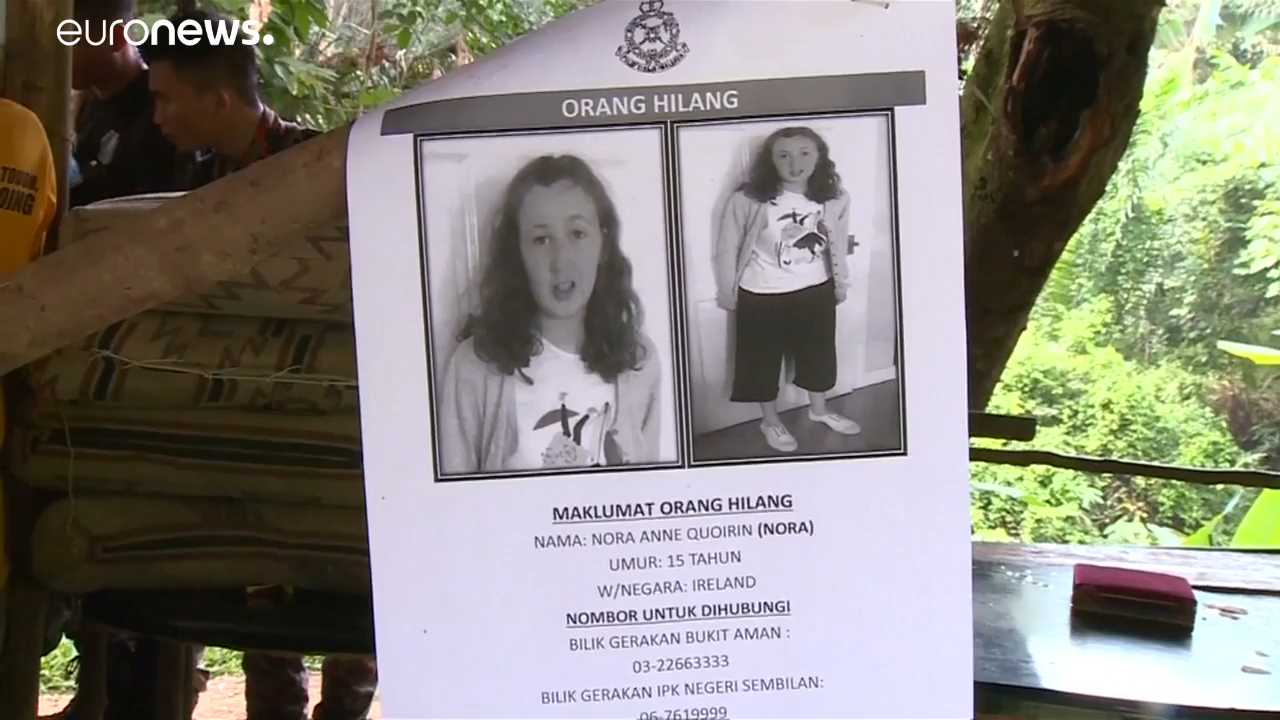 euronews.
ORANG HILANG
MAKLUMAT ORANG HILANG
NAMA: NORA ANNE QUOIRIN (NORA)
UMUR: 15 TAHUN
W/NEGARA: IRELAND
NOMBOR UNTUK DIHUBUNGI
BILIK GERAKAN BUKIT AMAN :
03-22663333
BILIK GERAKAN IPK NEGERI SEMBILAN:
06-7619999